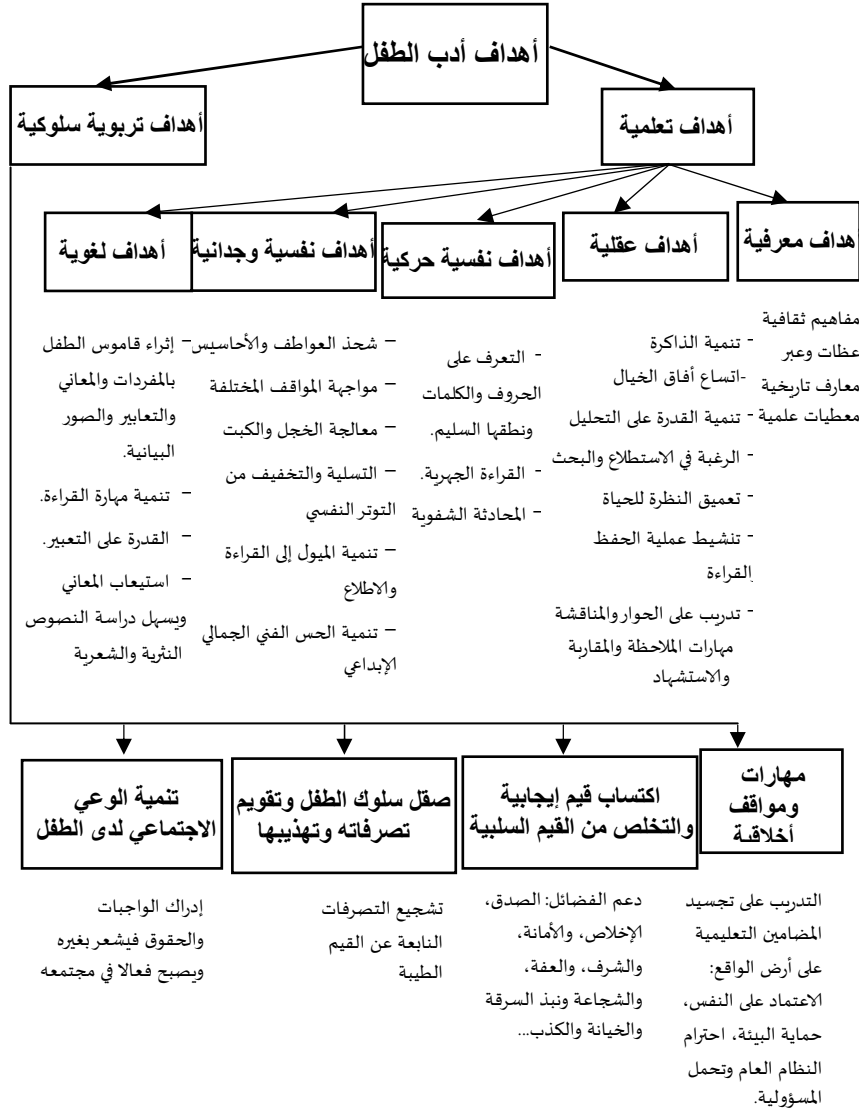 أهداف أدب الطفل
أهداف تعلمية
أهداف تربوية سلوكية
أهداف معرفية
أهداف عقلية
أهداف نفسية حركية
أهداف نفسية وجدانية
أهداف لغوية
مفاهيم ثقافية
عظات وعبر
معارف تاريخية
معطيات علمية
- تنمية الذاكرة
-اتساع أفاق الخيال
- تنمية القدرة على التحليل
- الرغبة في الاستطلاع والبحث
- تعميق النظرة للحياة
- تنشيط عملية الحفظ
القراءة
- تدريب على الحوار والمناقشة
مهارات الملاحظة والمقاربة
والاستشهاد
- التعرف على
الحروف والكلمات
ونطقها السليم.
- القراءة الجهرية.
- المحادثة الشفوية
– شحذ العواطف والأحاسيس
– مواجهة المواقف المختلفة
– معالجة الخجل والكبت
– التسلية والتخفيف من
التوتر النفسي
– تنمية الميول إلى القراءة
والاطلاع
– تنمية الحس الفني الجمالي
الإبداعي
– إثراء قاموس الطفل
بالمفردات والمعاني
والتعابير والصور
البيانية.
– تنمية مهارة القراءة.
– القدرة على التعبير.
– استيعاب المعاني
ويسهل دراسة النصوص
النثرية والشعرية
مهارات
ومواقف
أخلاقية
اكتساب قيم إيجابية
والتخلص من القيم السلبية
صقل سلوك الطفل وتقويم
تصرفاته وتهذيبها
تنمية الوعي
الاجتماعي لدى الطفل
التدريب على تجسيد
المضامين التعليمية
على أرض الواقع:
الاعتماد على النفس،
حماية البيئة، احترام
النظام العام وتحمل
المسؤولية.
دعم الفضائل: الصدق،
الإخلاص، والأمانة،
والشرف، والعفة،
والشجاعة ونبذ السرقة
والخيانة والكذب...
تشجيع التصرفات
النابعة عن القيم
الطيبة
إدراك الواجبات
والحقوق فيشعر بغيره
ويصبح فعالا في مجتمعه